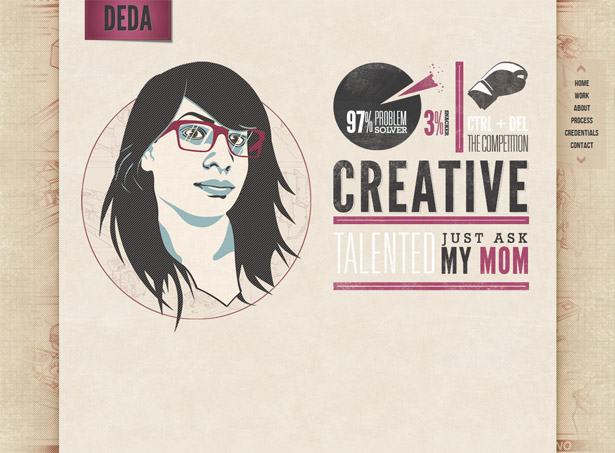 DEDA
97% PROBLEM SOLVER
3%
CTRL + DEL
THE COMPETITION
CREATIVE
TALENTED
JUST ASK
MY MOM
HOME
WORK
ABOUT
PROCESS
CREDENTIALS
CONTACT